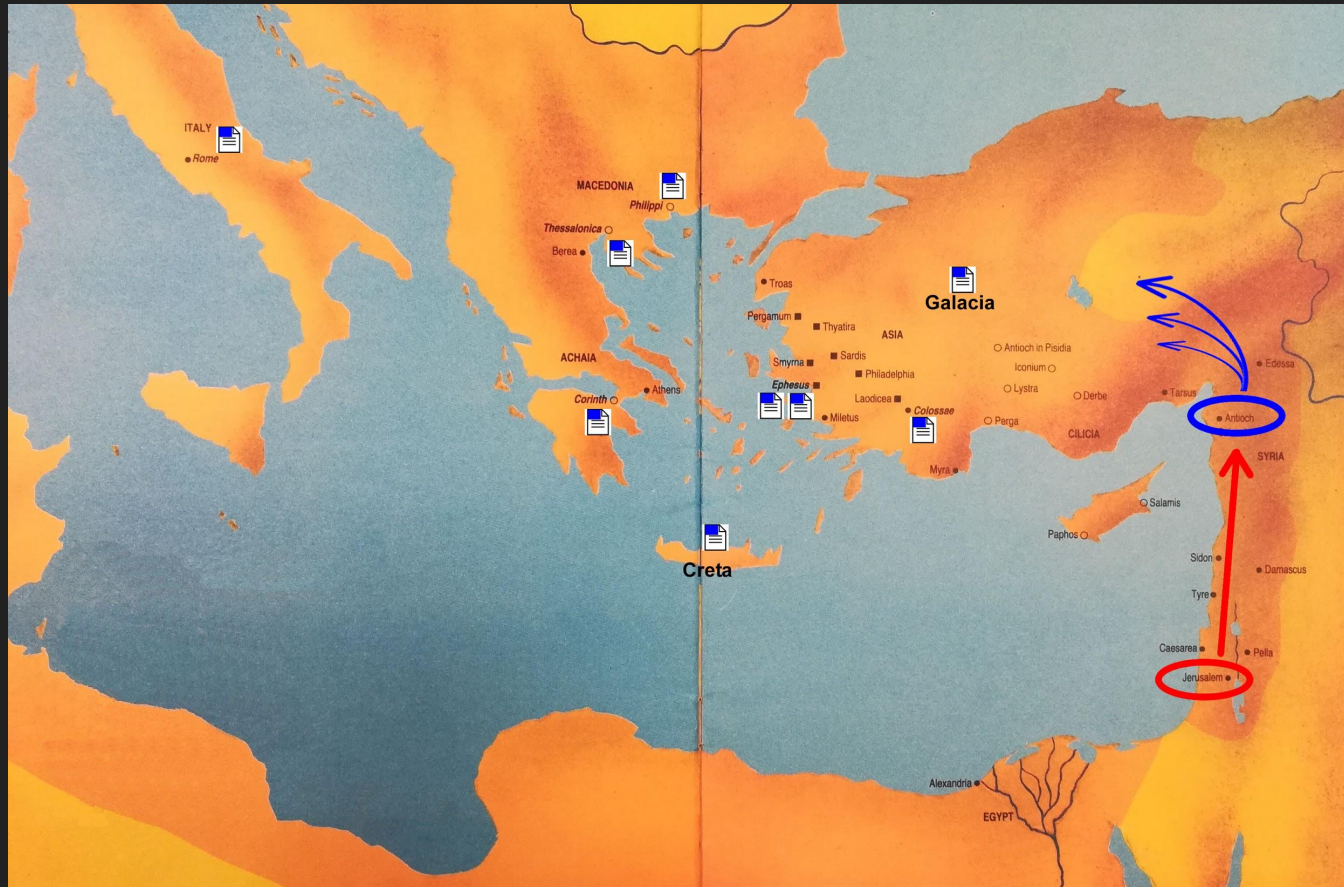 ITALY
Rome
MACEDONIA
Philippi
Thessalonica
Berea
Troas
Galacia
Pergamum
Thyatira
ASIA
ACHAIA
Smyrna
Sardis
Antioch in Pisidia
Iconium
Edessa
Philadelphia
Athens
Ephesus
Lystra
Corinth
Laodicea
Derbe
Tarsus
Colossae
Miletus
Perga
Antioch
CILICIA
SYRIA
Myra
Salamis
Paphos
Creta
Sidon
Damascus
Tyre
Caesarea
Pella
Jerusalem
Alexandria
EGYPT